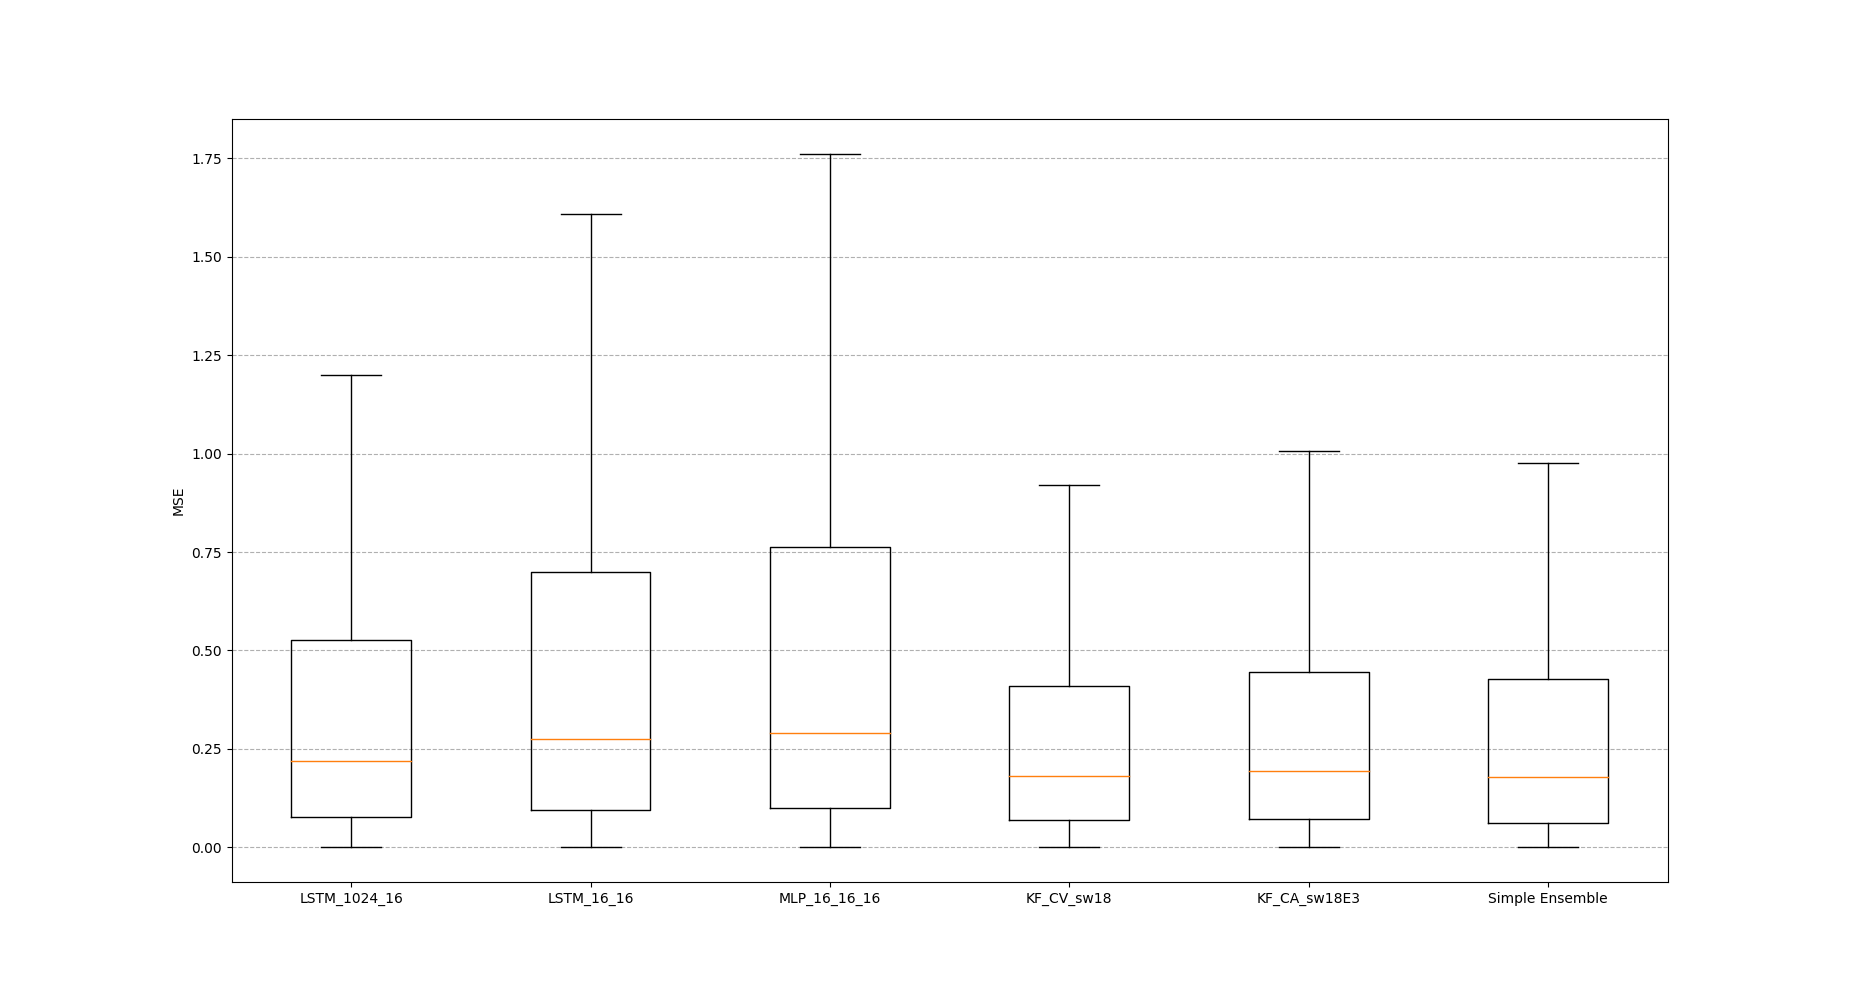 1.75
1.50
1.25
1.00
0.75
0.50
0.25
0.00
MSE
LSTM_1024_16
LSTM_16_16
MLP_16_16_16
KF_CV_sw18
KF_CA_sw18E3
Simple Ensemble